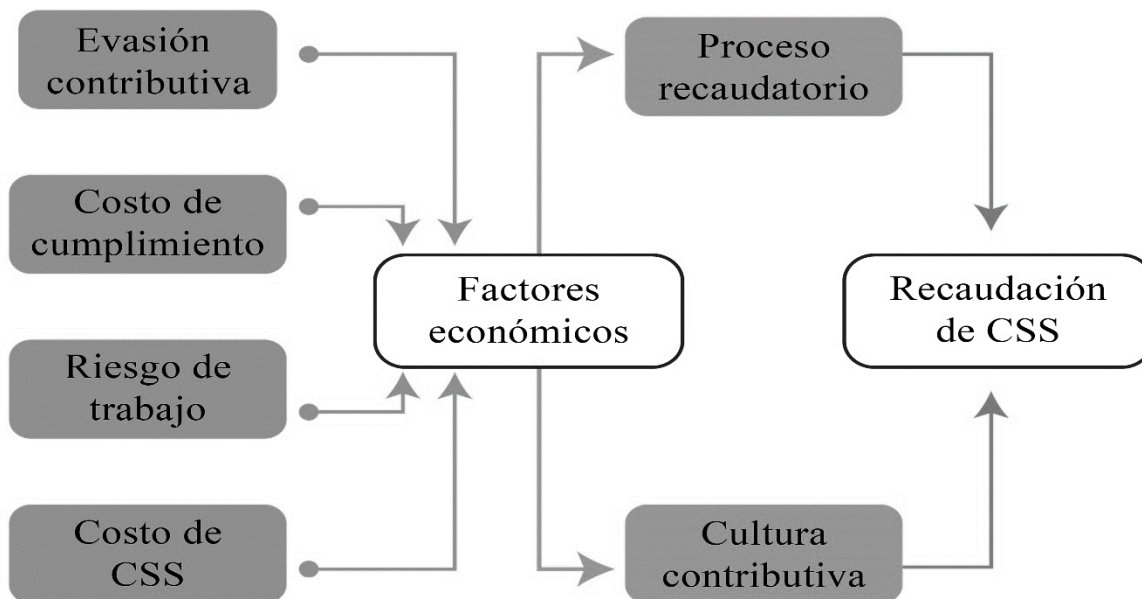 Evasión
contributiva
Costo de
cumplimiento
Riesgo de
trabajo
Costo de
CSS
Factores
económicos
Proceso
recaudatorio
Cultura
contributiva
Recaudación
de CSS